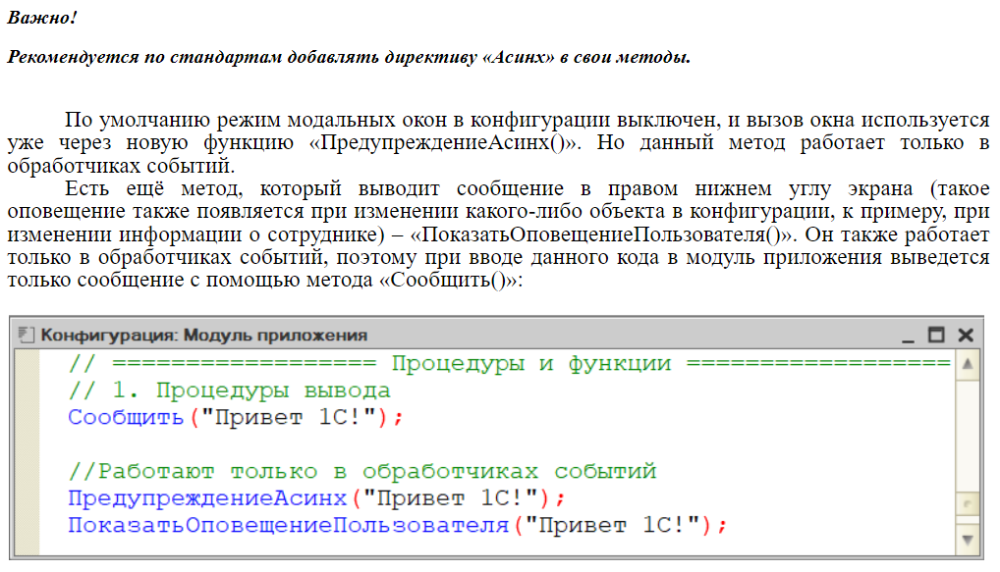 Важно!
Рекомендуется по стандартам добавлять директиву «Асинх» в свои методы.
По умолчанию режим модальных окон в конфигурации выключен, и вызов окна используется
уже через новую функцию «ПредупреждениеАсинх()». Но данный метод работает только в
обработчиках событий.
Есть ещё метод, который выводит сообщение в правом нижнем углу экрана (такое
оповещение также появляется при изменении какого-либо объекта в конфигурации, к примеру, при
изменении информации о сотруднике) – «ПоказатьОповещениеПользователя()». Он также работает
только в обработчиках событий, поэтому при вводе данного кода в модуль приложения выведется
только сообщение с помощью метода «Сообщить()»:
Конфигурация: Модуль приложения
// ================== Процедуры и функции ==================
// 1. Процедуры вывода
Сообщить("Привет 1С!");
//Работают только в обработчиках событий
ПредупреждениеАсинх("Привет 1С!");
ПоказатьОповещениеПользователя("Привет 1С!");